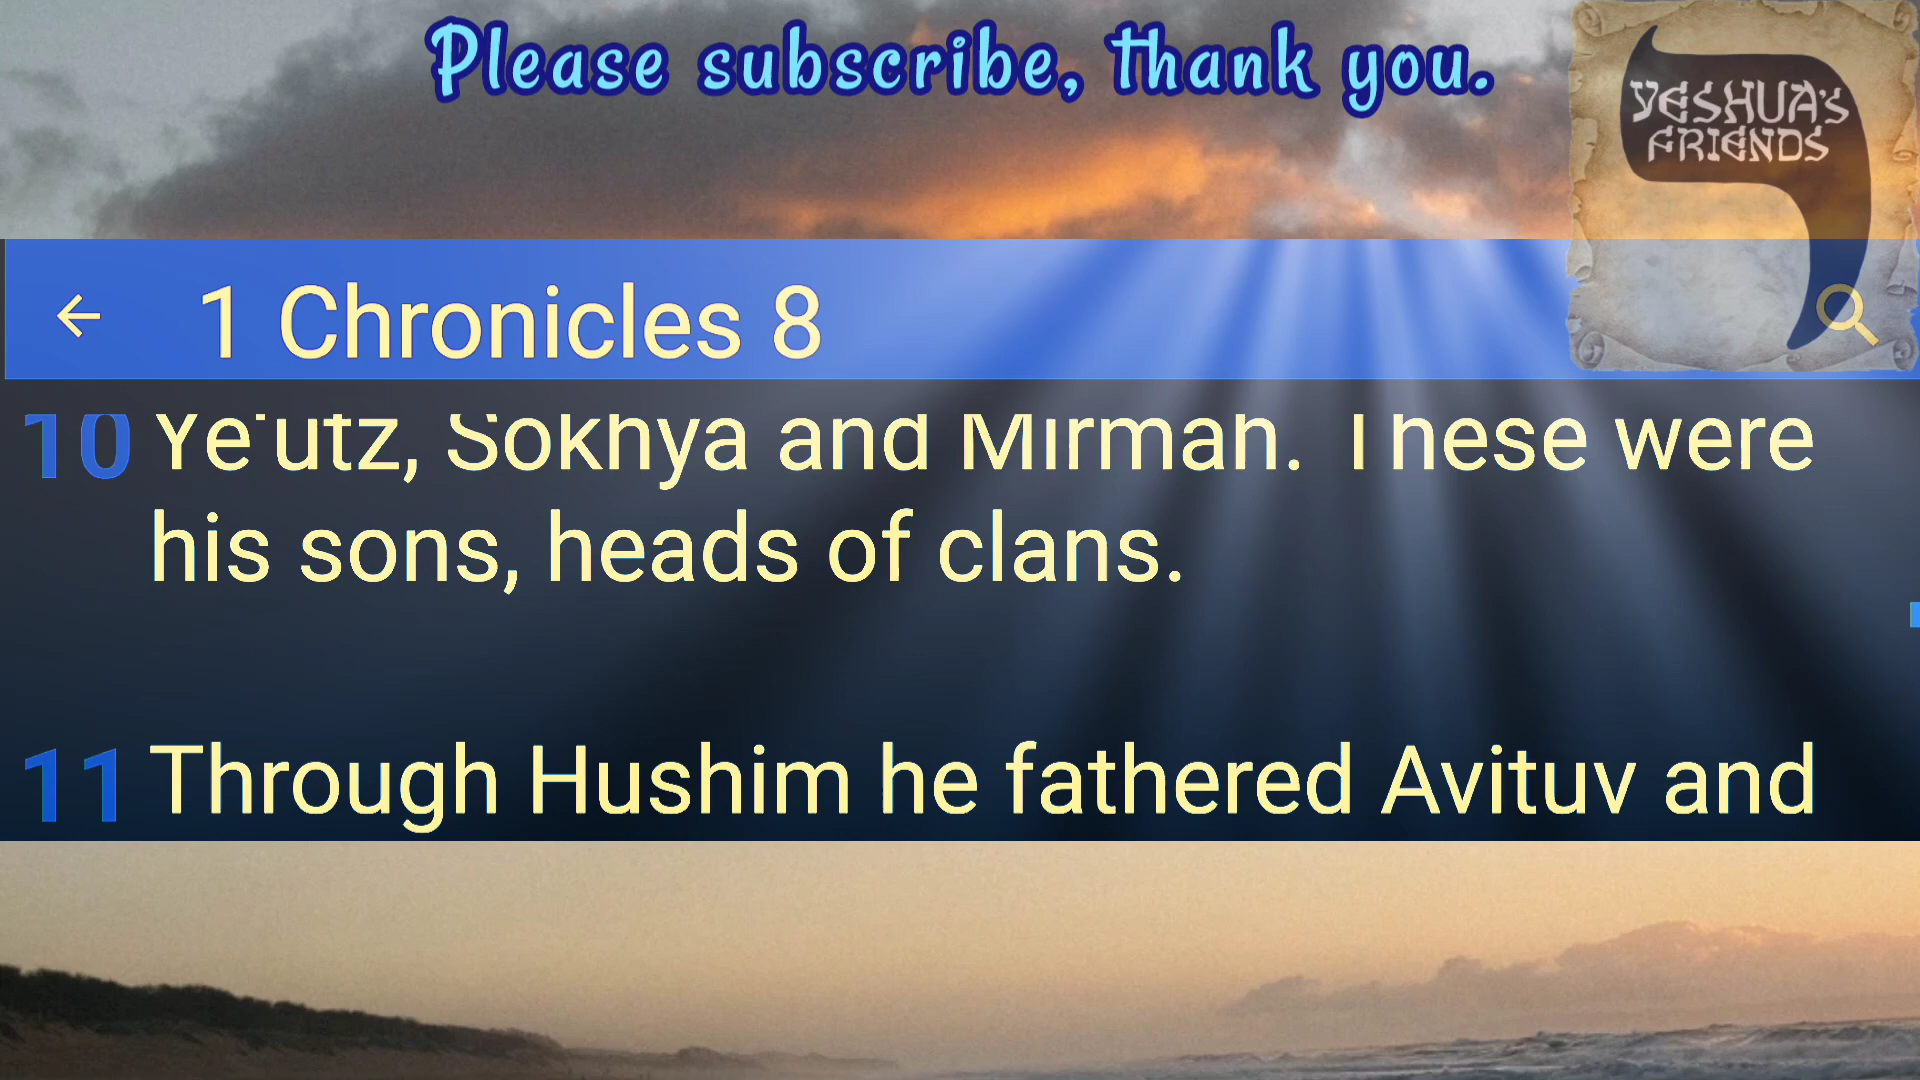 Please subscribe, thank you.
YESHUA'S
FRIENDS
1 Chronicles 8
10 Ye'utz, Sokhya and Mirmah. These were
his sons, heads of clans.
11 Through Hushim he fathered Avituv and